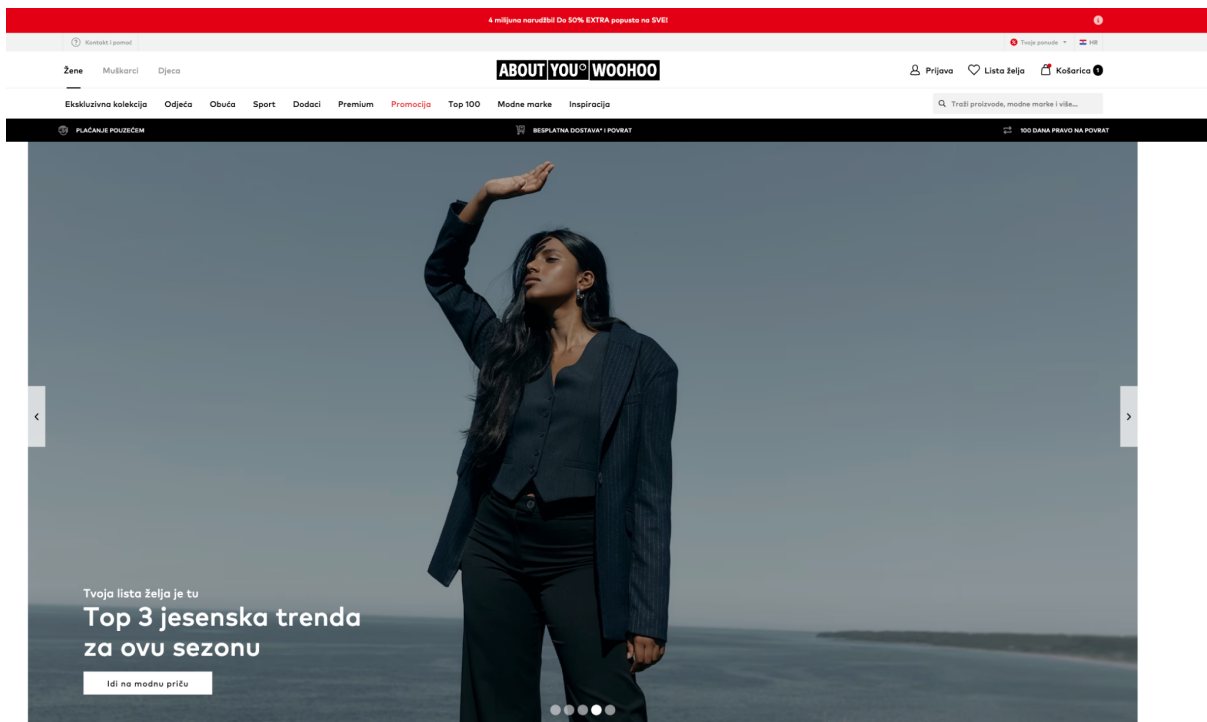 4 milijuna narudžbi! Do 50% EXTRA popusta na SVE!
Kontakt i pomoć
Tvoje ponude
HR
Žene
Muškarci
Djeca
ABOUT YOU° WOOHOO
Prijava
Lista želja
Košarica 1
Ekskluzivna kolekcija
Odjeća
Obuća
Sport
Dodaci
Premium
Promocija
Top 100
Modne marke
Inspiracija
Traži proizvode, modne marke i više...
PLAĆANJE POUZEĆEM
BESPLATNA DOSTAVA* I POVRAT
100 DANA PRAVO NA POVRAT
Tvoja lista želja je tu
Top 3 jesenska trenda
za ovu sezonu
Idi na modnu priču